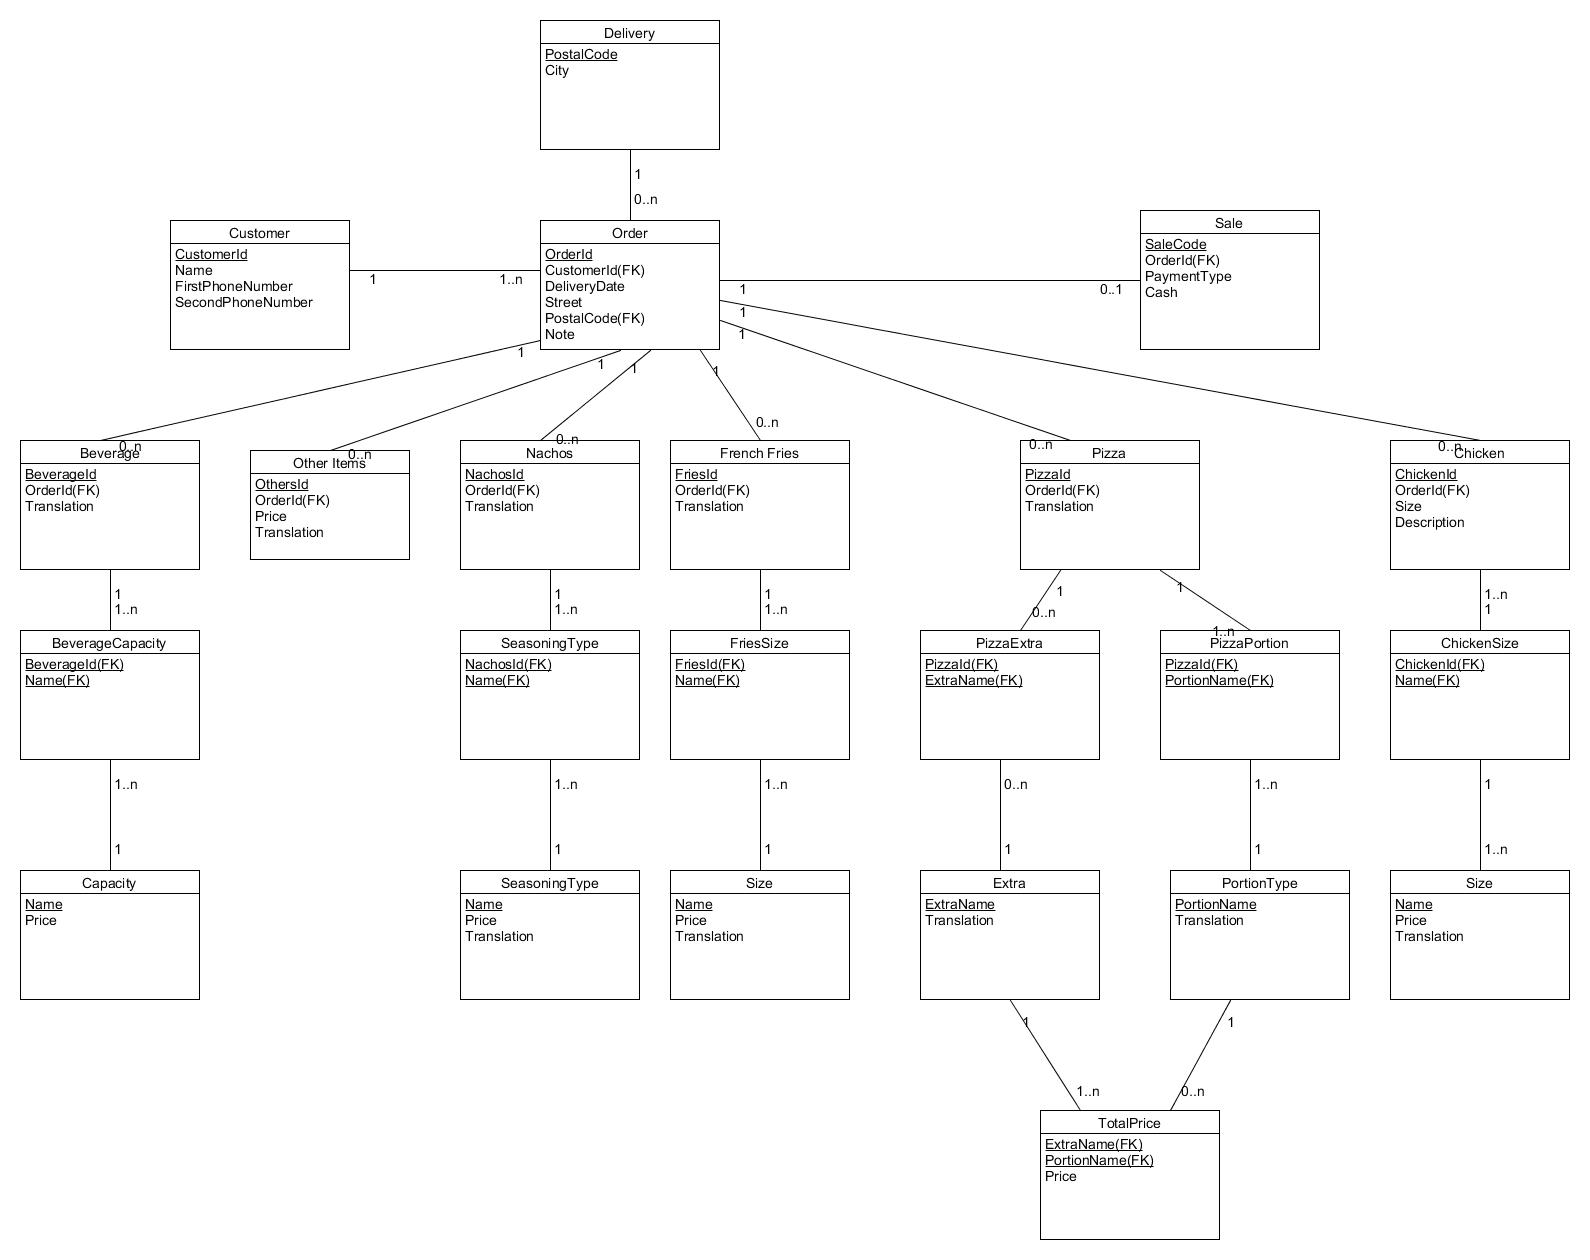 Delivery
PostalCode
City
1
0..n
Customer
CustomerId
Name
FirstPhoneNumber
SecondPhoneNumber
1
1..n
Order
OrderId
CustomerId(FK)
DeliveryDate
Street
PostalCode(FK)
Note
Sale
SaleCode
OrderId(FK)
PaymentType
Cash
1
0..1
1
1
1
1
1
1
0..n
0..n
0..n
0..n
0..n
0..n
Beverage
BeverageId
OrderId(FK)
Translation
Other Items
OthersId
OrderId(FK)
Price
Translation
Nachos
NachosId
OrderId(FK)
Translation
French Fries
FriesId
OrderId(FK)
Translation
Pizza
PizzaId
OrderId(FK)
Translation
Chicken
ChickenId
OrderId(FK)
Size
Description
1
1..n
1
1..n
1
1..n
1
0..n
1
1..n
1..n
1
BeverageCapacity
BeverageId(FK)
Name(FK)
SeasoningType
NachosId(FK)
Name(FK)
FriesSize
FriesId(FK)
Name(FK)
PizzaExtra
PizzaId(FK)
ExtraName(FK)
PizzaPortion
PizzaId(FK)
PortionName(FK)
ChickenSize
ChickenId(FK)
Name(FK)
1..n
1
1..n
1
1..n
1
0..n
1
1..n
1
1
1..n
Capacity
Name
Price
SeasoningType
Name
Price
Translation
Size
Name
Price
Translation
Extra
ExtraName
Translation
PortionType
PortionName
Translation
Size
Name
Price
Translation
1
1
1..n
0..n
TotalPrice
ExtraName(FK)
PortionName(FK)
Price